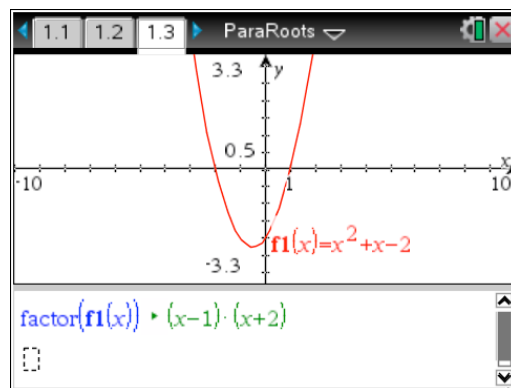 1.1 1.2 1.3 ParaRoots
3.3 y
0.5
-10 1 x 10
f1(x)=x²+x-2
-3.3
factor(f1(x)) ▸ (x-1)·(x+2)